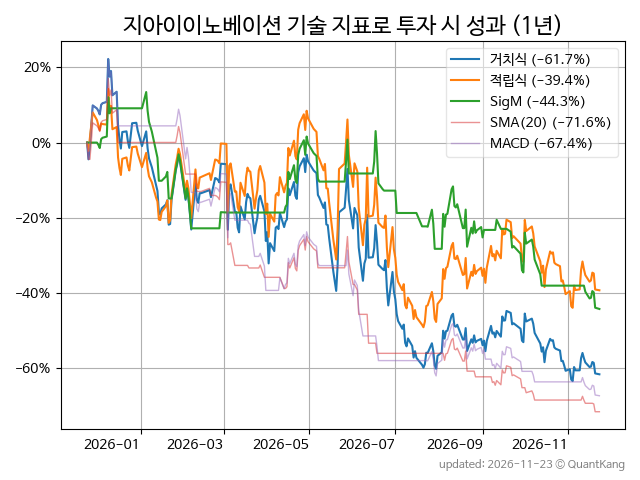 지아이이노베이션 기술 지표로 투자 시 성과 (1년)
거치식 (−61.7%)
적립식 (−39.4%)
SigM (−44.3%)
SMA(20) (−71.6%)
MACD (−67.4%)
20%
0%
−20%
−40%
−60%
2026-01 2026-03 2026-05 2026-07 2026-09 2026-11
updated: 2026-11-23 © QuantKang